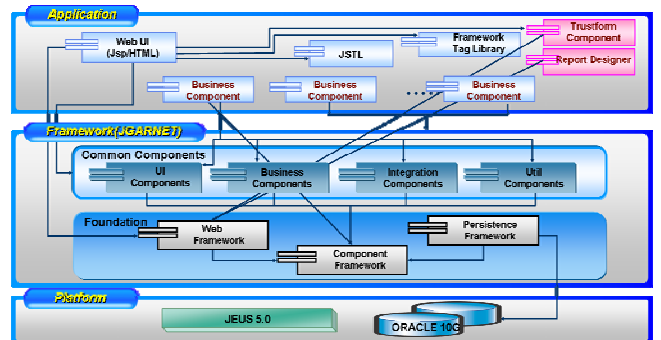 Application
Web UI
(Jsp/HTML)
JSTL
Framework
Tag Library
Trustform
Component
Report Designer
Business
Component
Business
Component
Business
Component
Framework(JGARNET)
Common Components
UI
Components
Business
Components
Integration
Components
Util
Components
Foundation
Web
Framework
Component
Framework
Persistence
Framework
Platform
JEUS 5.0
ORACLE 10G